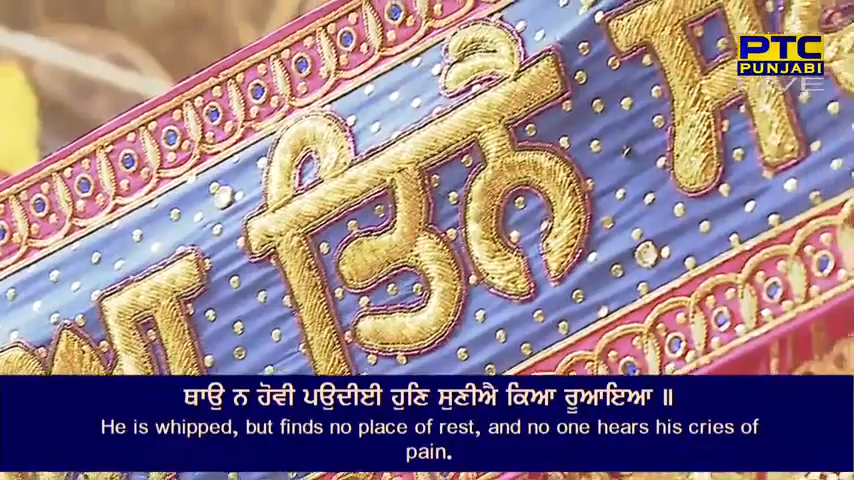 PTC
PUNJABI
LIVE
ਤਿਨੈ
ਥਾਉ ਨ ਹੋਵੀ ਪਉਦੀਈ ਹੁਣਿ ਸੁਣੀਐ ਕਿਆ ਰੂਆਇਆ ॥
He is whipped, but finds no place of rest, and no one hears his cries of
pain.